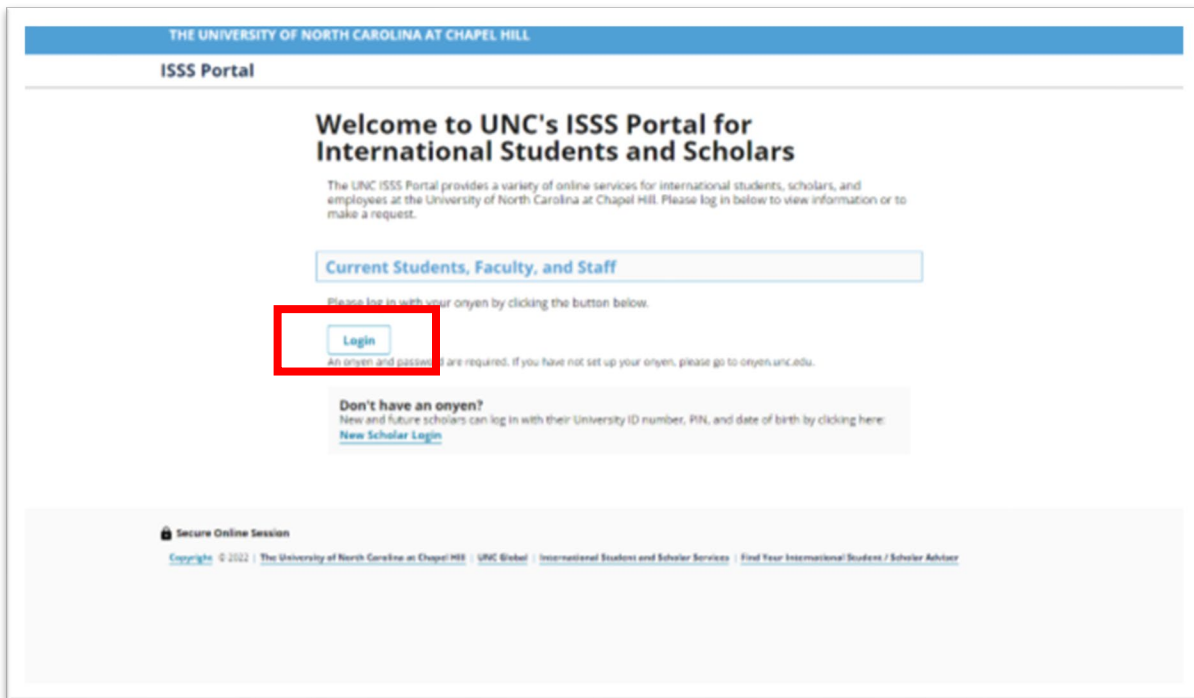 THE UNIVERSITY OF NORTH CAROLINA AT CHAPEL HILL
ISSS Portal
Welcome to UNC's ISSS Portal for
International Students and Scholars
The UNC ISSS Portal provides a variety of online services for international students, scholars, and
employees at the University of North Carolina at Chapel Hill. Please log in below to view information or to
make a request.
Current Students, Faculty, and Staff
Please log in with your onyen by clicking the button below.
Login
An onyen and password are required. If you have not set up your onyen, please go to onyen.unc.edu.
Don't have an onyen?
New and future scholars can log in with their University ID number, PIN, and date of birth by clicking here:
New Scholar Login
Secure Online Session
Copyright © 2022 | The University of North Carolina at Chapel Hill | UNC Global | International Student and Scholar Services | Find Your International Student / Scholar Advisor